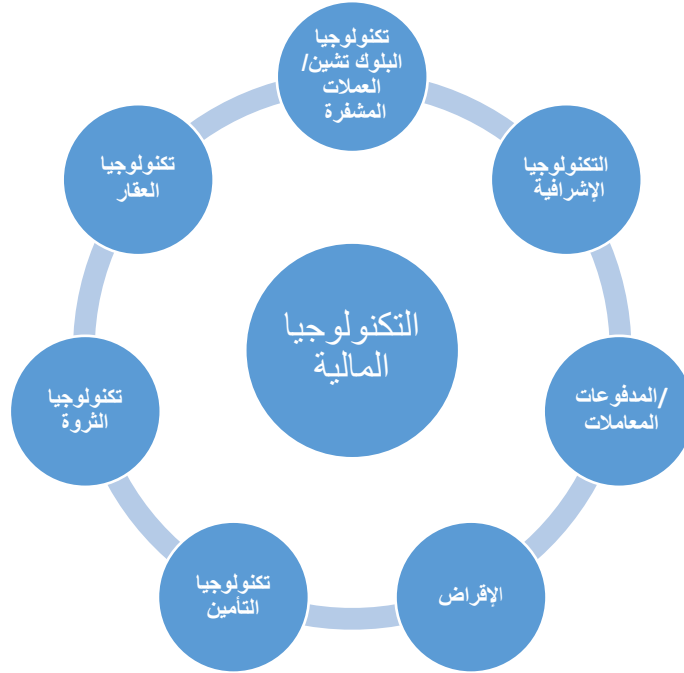 تكنولوجيا
البلوك تشين/
العملات
المشفرة
التكنولوجيا
الإشرافية
المدفوعات/
المعاملات
الإقراض
تكنولوجيا
التأمين
تكنولوجيا
الثروة
تكنولوجيا
العقار
التكنولوجيا
المالية